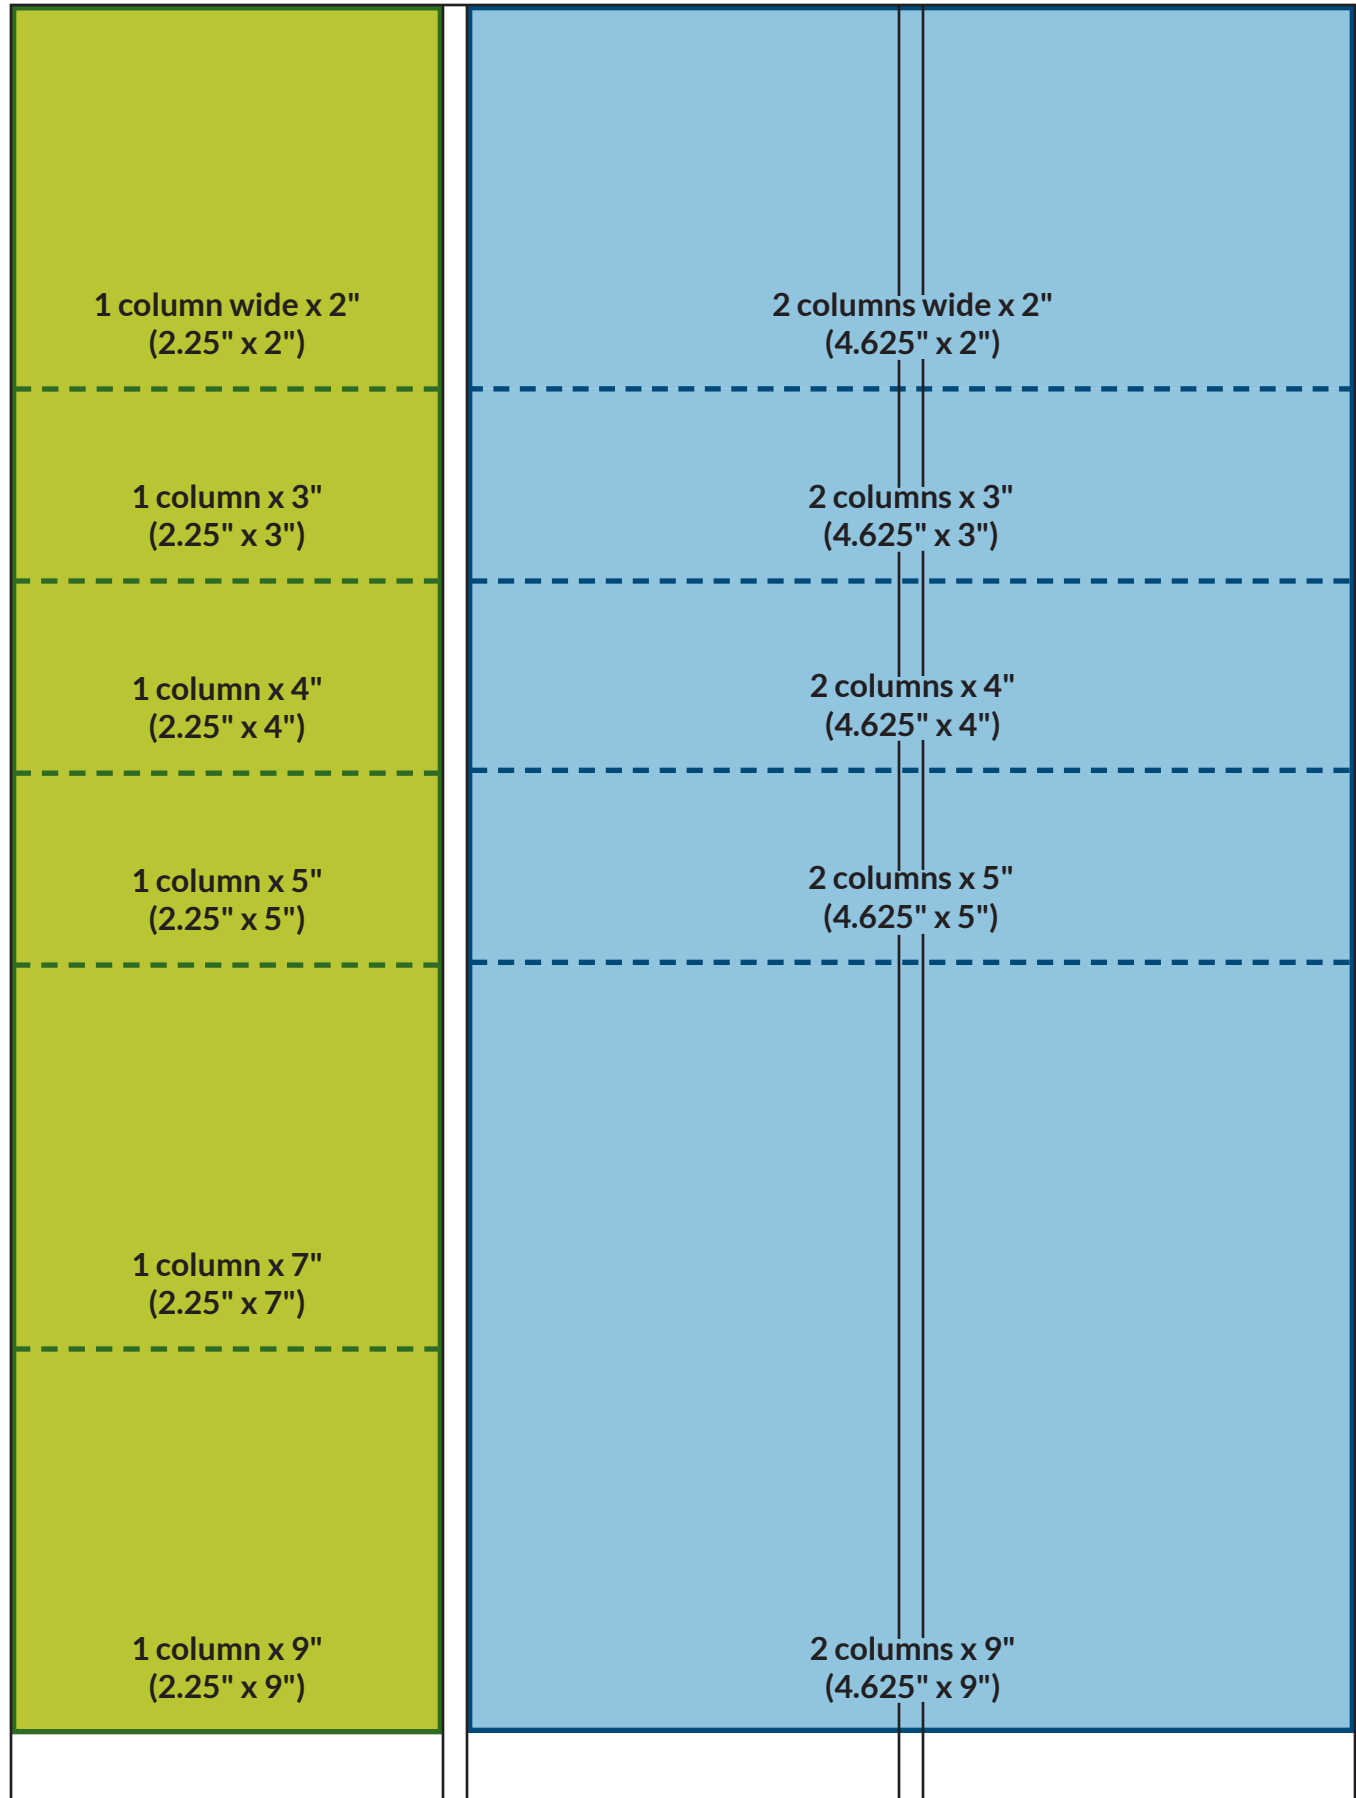 1 column wide x 2"
(2.25" x 2")
1 column x 3"
(2.25" x 3")
1 column x 4"
(2.25" x 4")
1 column x 5"
(2.25" x 5")
1 column x 7"
(2.25" x 7")
1 column x 9"
(2.25" x 9")
2 columns wide x 2"
(4.625" x 2")
2 columns x 3"
(4.625" x 3")
2 columns x 4"
(4.625" x 4")
2 columns x 5"
(4.625" x 5")
2 columns x 9"
(4.625" x 9")